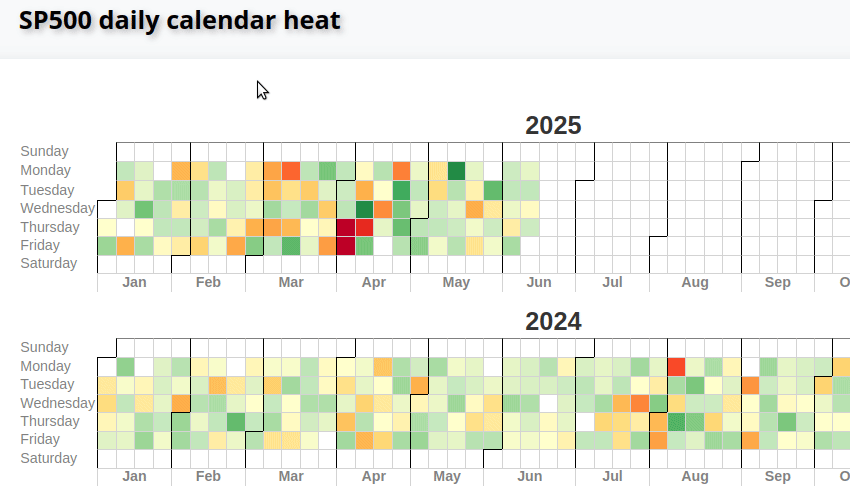 SP500 daily calendar heat
2025
Sunday
Monday
Tuesday
Wednesday
Thursday
Friday
Saturday
Jan Feb Mar Apr May Jun Jul Aug Sep O
2024
Sunday
Monday
Tuesday
Wednesday
Thursday
Friday
Saturday
Jan Feb Mar Apr May Jun Jul Aug Sep O